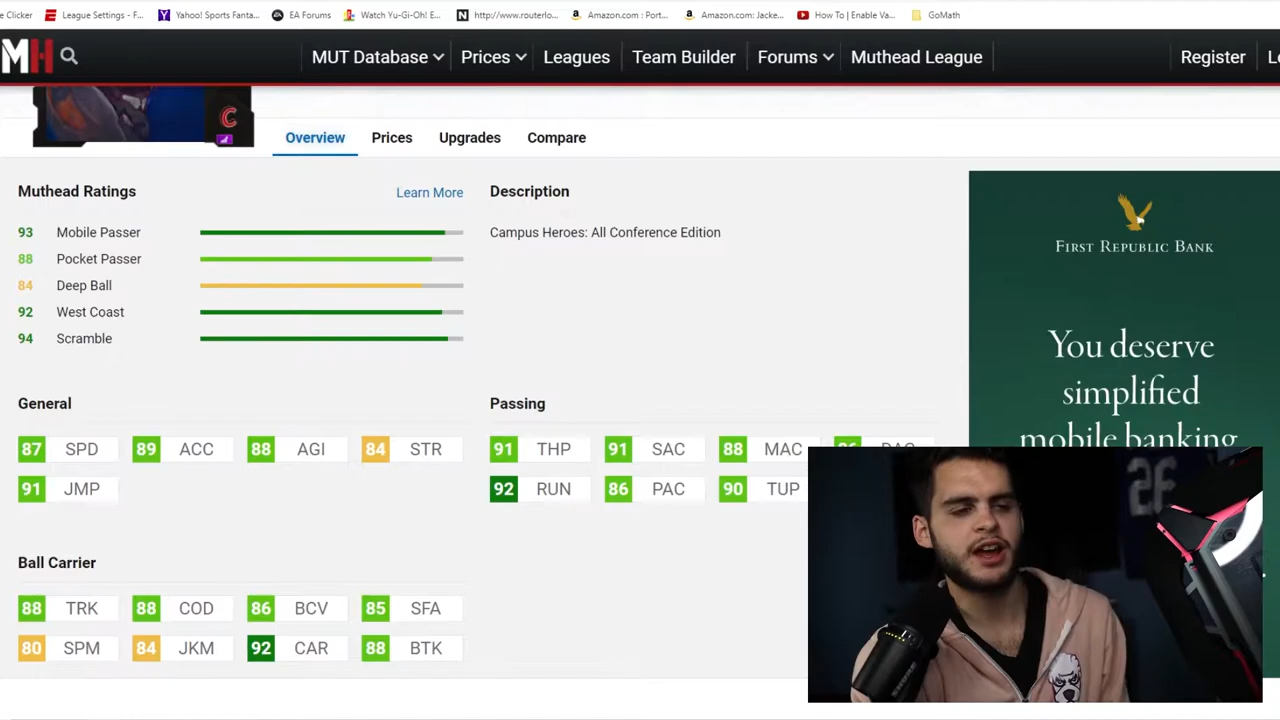 e Clicker League Settings - F... Yahoo! Sports Fanta... EA Forums Watch Yu-Gi-Oh! E... http://www.routerlo... Amazon.com : Port... Amazon.com: Jacke... How To | Enable Va... GoMath
MH MUT Database Prices Leagues Team Builder Forums Muthead League Register
C
Overview Prices Upgrades Compare
Muthead Ratings Learn More
93 Mobile Passer
88 Pocket Passer
84 Deep Ball
92 West Coast
94 Scramble
Description
Campus Heroes: All Conference Edition
FIRST REPUBLIC BANK
You deserve
simplified
mobile banking
General
87 SPD 89 ACC 88 AGI 84 STR
91 JMP
Passing
91 THP 91 SAC 88 MAC
92 RUN 86 PAC 90 TUP
Ball Carrier
88 TRK 88 COD 86 BCV 85 SFA
80 SPM 84 JKM 92 CAR 88 BTK